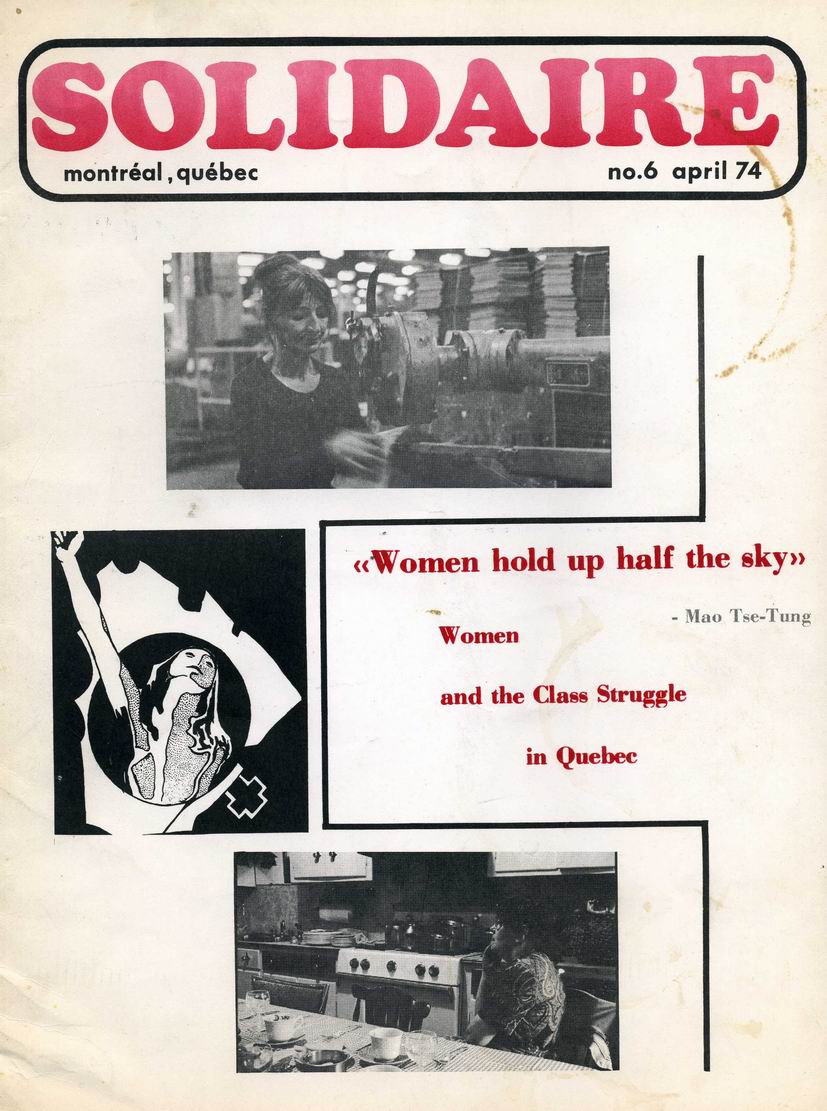 SOLIDAIRE
montréal, québec
no.6 april 74
«Women hold up half the sky»
- Mao Tse-Tung
Women
and the Class Struggle
in Quebec